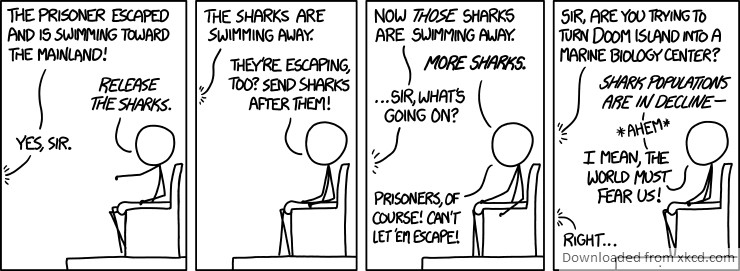 THE PRISONER ESCAPED
AND IS SWIMMING TOWARD
THE MAINLAND!
RELEASE
THE SHARKS.
YES, SIR.
THE SHARKS ARE
SWIMMING AWAY.
THEY'RE ESCAPING,
TOO? SEND SHARKS
AFTER THEM!
NOW THOSE SHARKS
ARE SWIMMING AWAY.
MORE SHARKS.
...SIR, WHAT'S
GOING ON?
PRISONERS, OF
COURSE! CAN'T
LET 'EM ESCAPE!
SIR, ARE YOU TRYING TO
TURN DOOM ISLAND INTO A
MARINE BIOLOGY CENTER?
SHARK POPULATIONS
ARE IN DECLINE—
*AHEM*
I MEAN, THE
WORLD MUST
FEAR US!
RIGHT...
Downloaded from xkcd.com